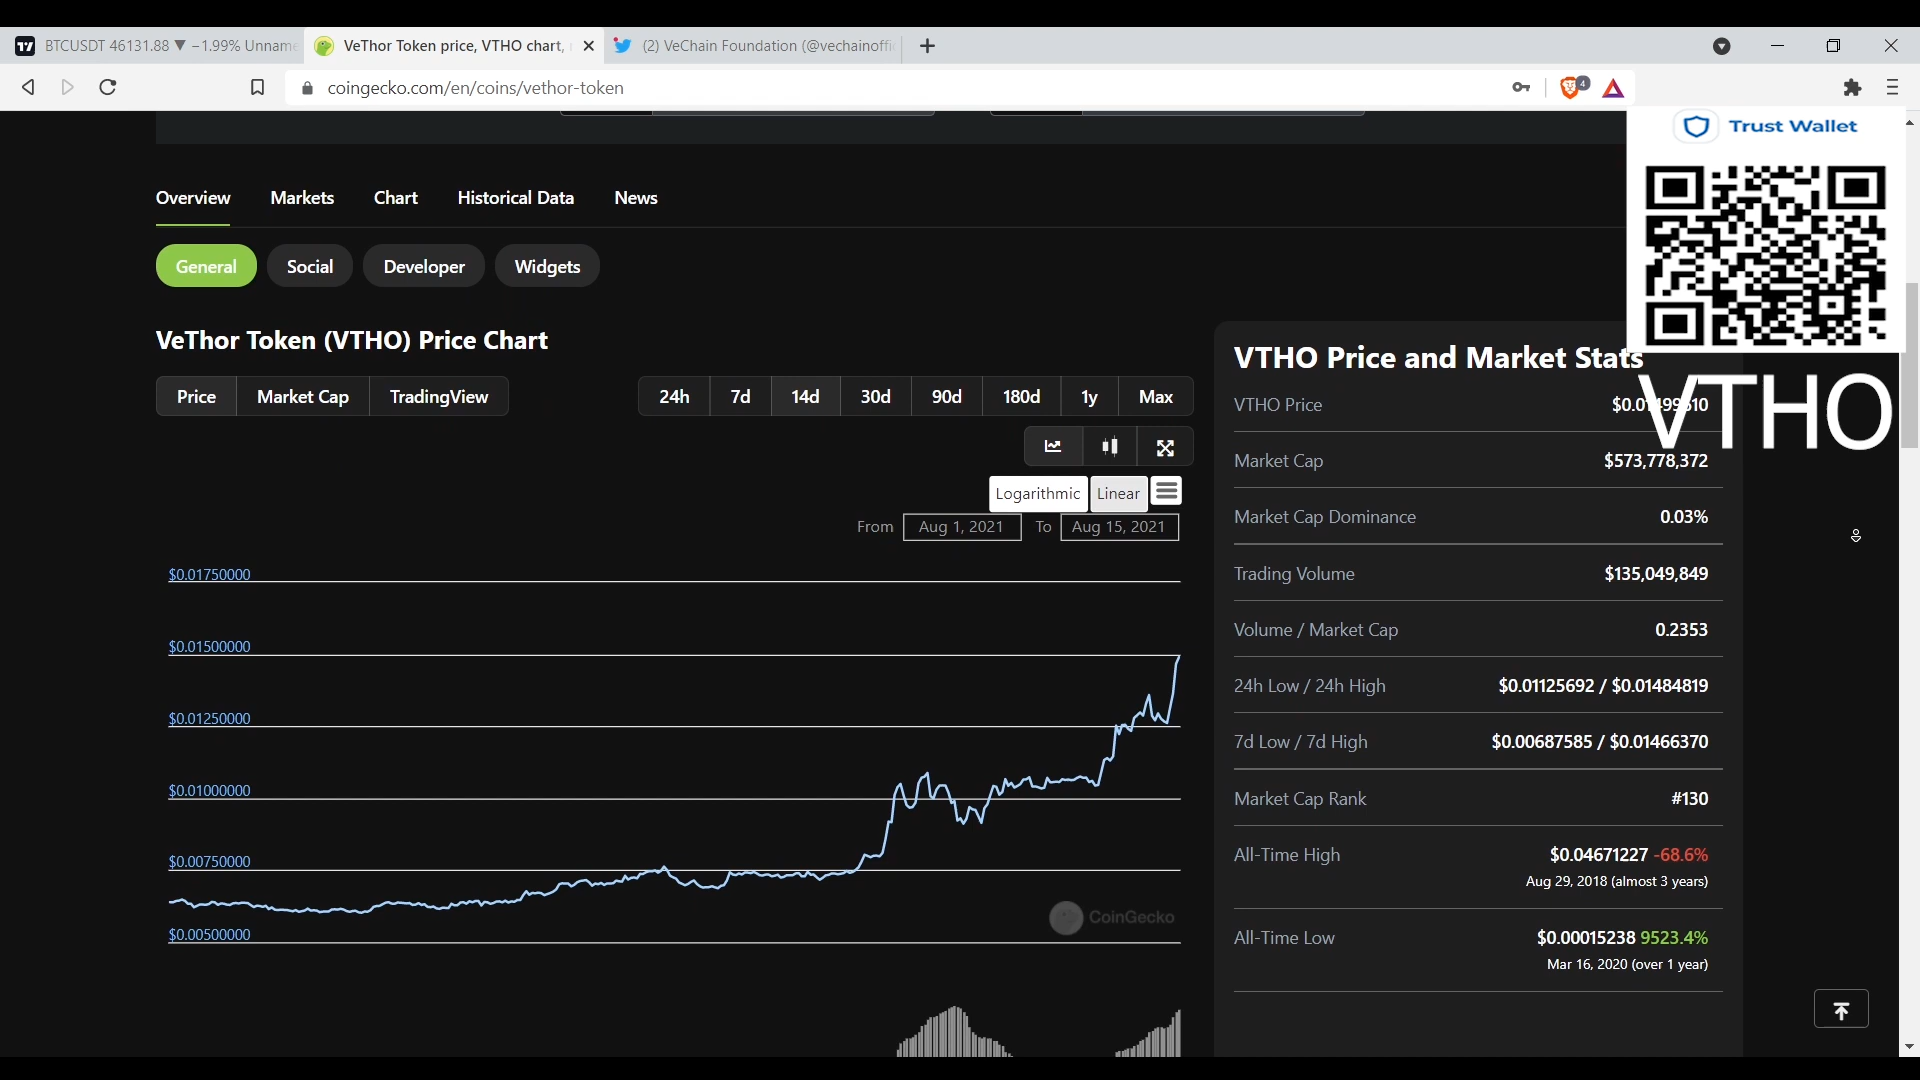 BTCUSDT 46131.88 ▼ −1.99% Unname
VeThor Token price, VTHO chart,
(2) VeChain Foundation (@vechainoffi
coingecko.com/en/coins/vethor-token
4
Trust Wallet
Overview Markets Chart Historical Data News
General Social Developer Widgets
VeThor Token (VTHO) Price Chart
Price Market Cap TradingView
24h 7d 14d 30d 90d 180d 1y Max
Logarithmic Linear
From Aug 1, 2021 To Aug 15, 2021
$0.01750000
$0.01500000
$0.01250000
$0.01000000
$0.00750000
$0.00500000
CoinGecko
VTHO Price and Market Stats
VTHO
VTHO Price
Market Cap $573,778,372
Market Cap Dominance 0.03%
Trading Volume $135,049,849
Volume / Market Cap 0.2353
24h Low / 24h High $0.01125692 / $0.01484819
7d Low / 7d High $0.00687585 / $0.01466370
Market Cap Rank #130
All-Time High $0.04671227 -68.6%
Aug 29, 2018 (almost 3 years)
All-Time Low $0.00015238 9523.4%
Mar 16, 2020 (over 1 year)